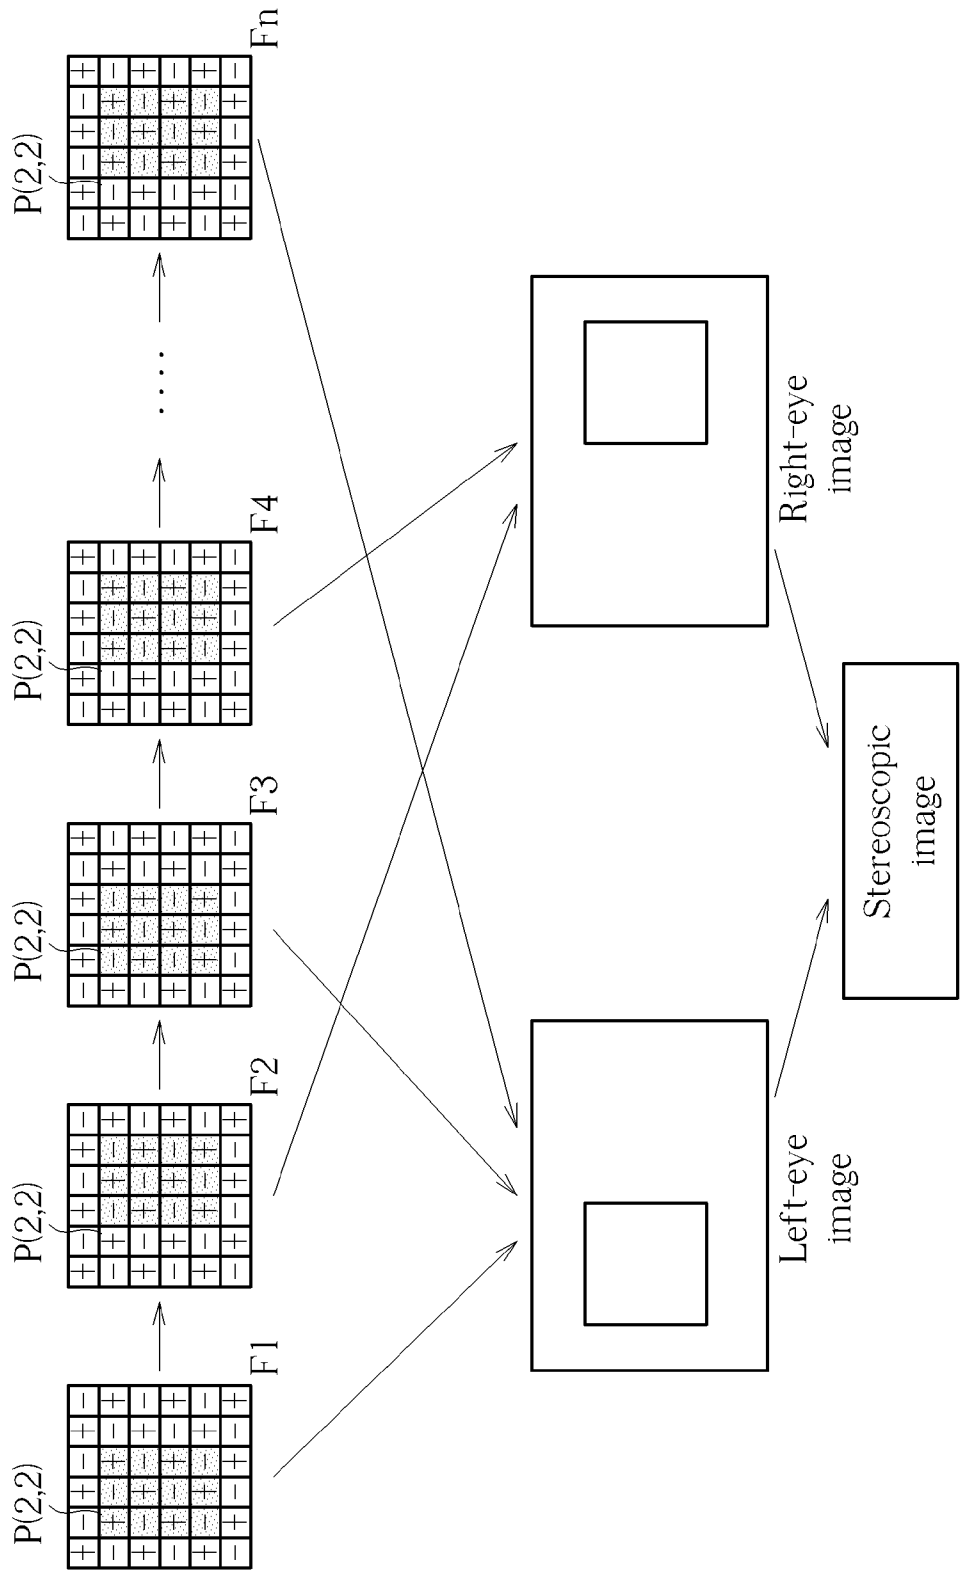 P(2,2) P(2,2) P(2,2) P(2,2) P(2,2)
....
F1 F2 F3 F4 Fn
Left-eye
image
Right-eye
image
Stereoscopic
image